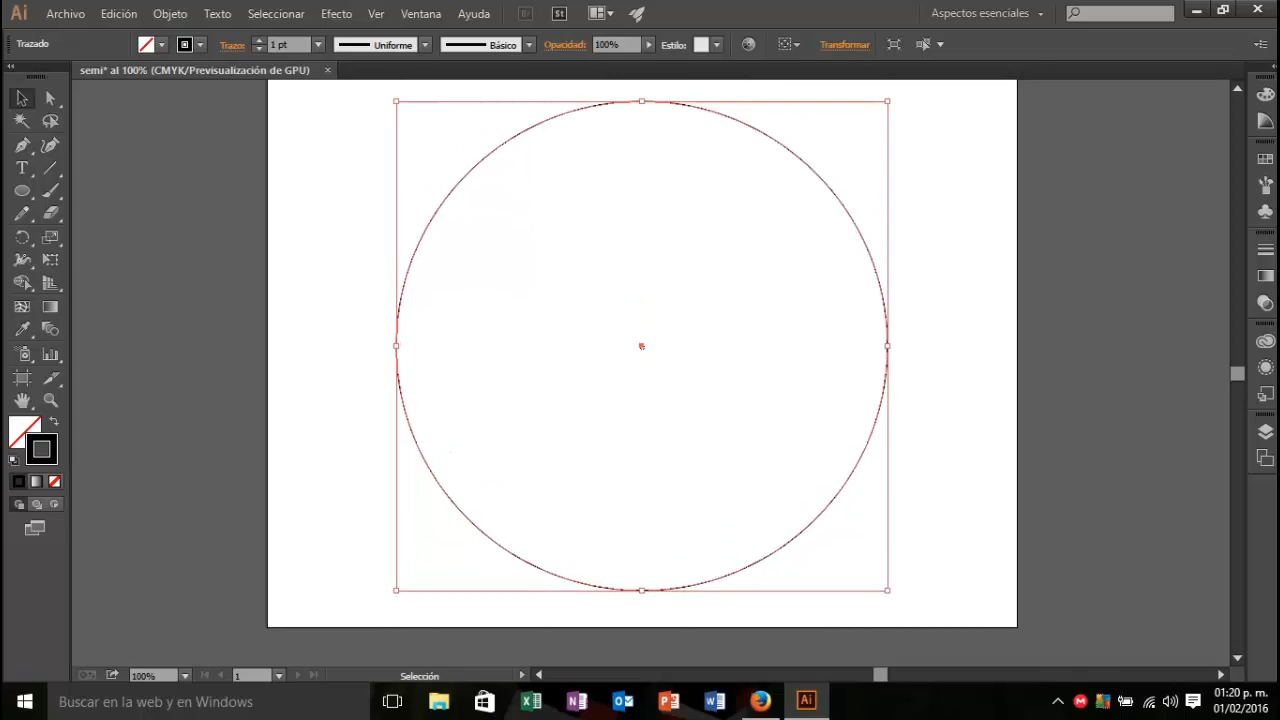 Ai Archivo Edición Objeto Texto Seleccionar Efecto Ver Ventana Ayuda Br St Aspectos esenciales
Trazado Trazo: 1 pt Uniforme Básico Opacidad: 100% Estilo: Transformar
semi* al 100% (CMYK/Previsualización de GPU)
100% 1 Selección
Buscar en la web y en Windows Ai 01:20 p. m.
01/02/2016